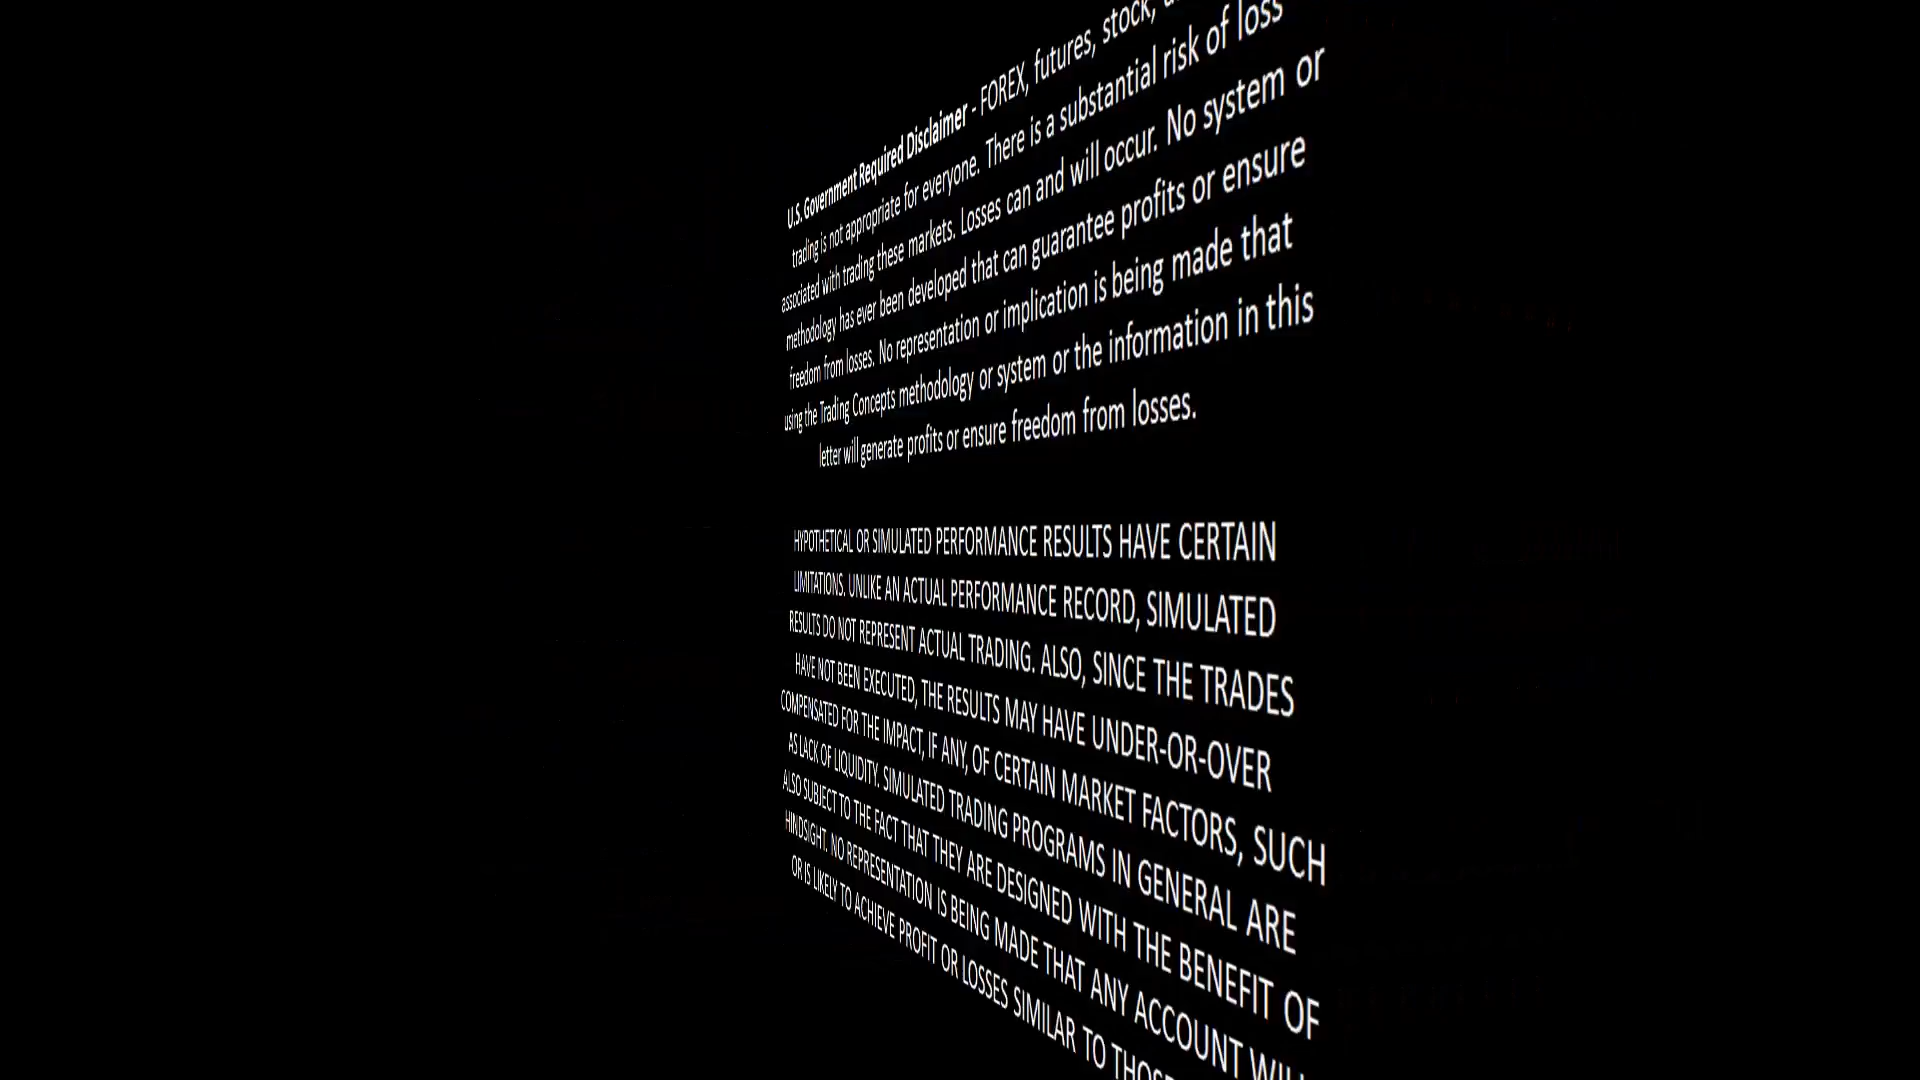 U.S. Government Required Disclaimer - FOREX, futures, stock,
trading is not appropriate for everyone. There is a substantial risk of loss
associated with trading these markets. Losses can and will occur. No system or
methodology has ever been developed that can guarantee profits or ensure
freedom from losses. No representation or implication is being made that
using the Trading Concepts methodology or system or the information in this
letter will generate profits or ensure freedom from losses.
HYPOTHETICAL OR SIMULATED PERFORMANCE RESULTS HAVE CERTAIN
LIMITATIONS. UNLIKE AN ACTUAL PERFORMANCE RECORD, SIMULATED
RESULTS DO NOT REPRESENT ACTUAL TRADING. ALSO, SINCE THE TRADES
HAVE NOT BEEN EXECUTED, THE RESULTS MAY HAVE UNDER-OR-OVER
COMPENSATED FOR THE IMPACT, IF ANY, OF CERTAIN MARKET FACTORS, SUCH
AS LACK OF LIQUIDITY. SIMULATED TRADING PROGRAMS IN GENERAL ARE
ALSO SUBJECT TO THE FACT THAT THEY ARE DESIGNED WITH THE BENEFIT OF
HINDSIGHT. NO REPRESENTATION IS BEING MADE THAT ANY ACCOUNT WILL
OR IS LIKELY TO ACHIEVE PROFIT OR LOSSES SIMILAR TO THOSE